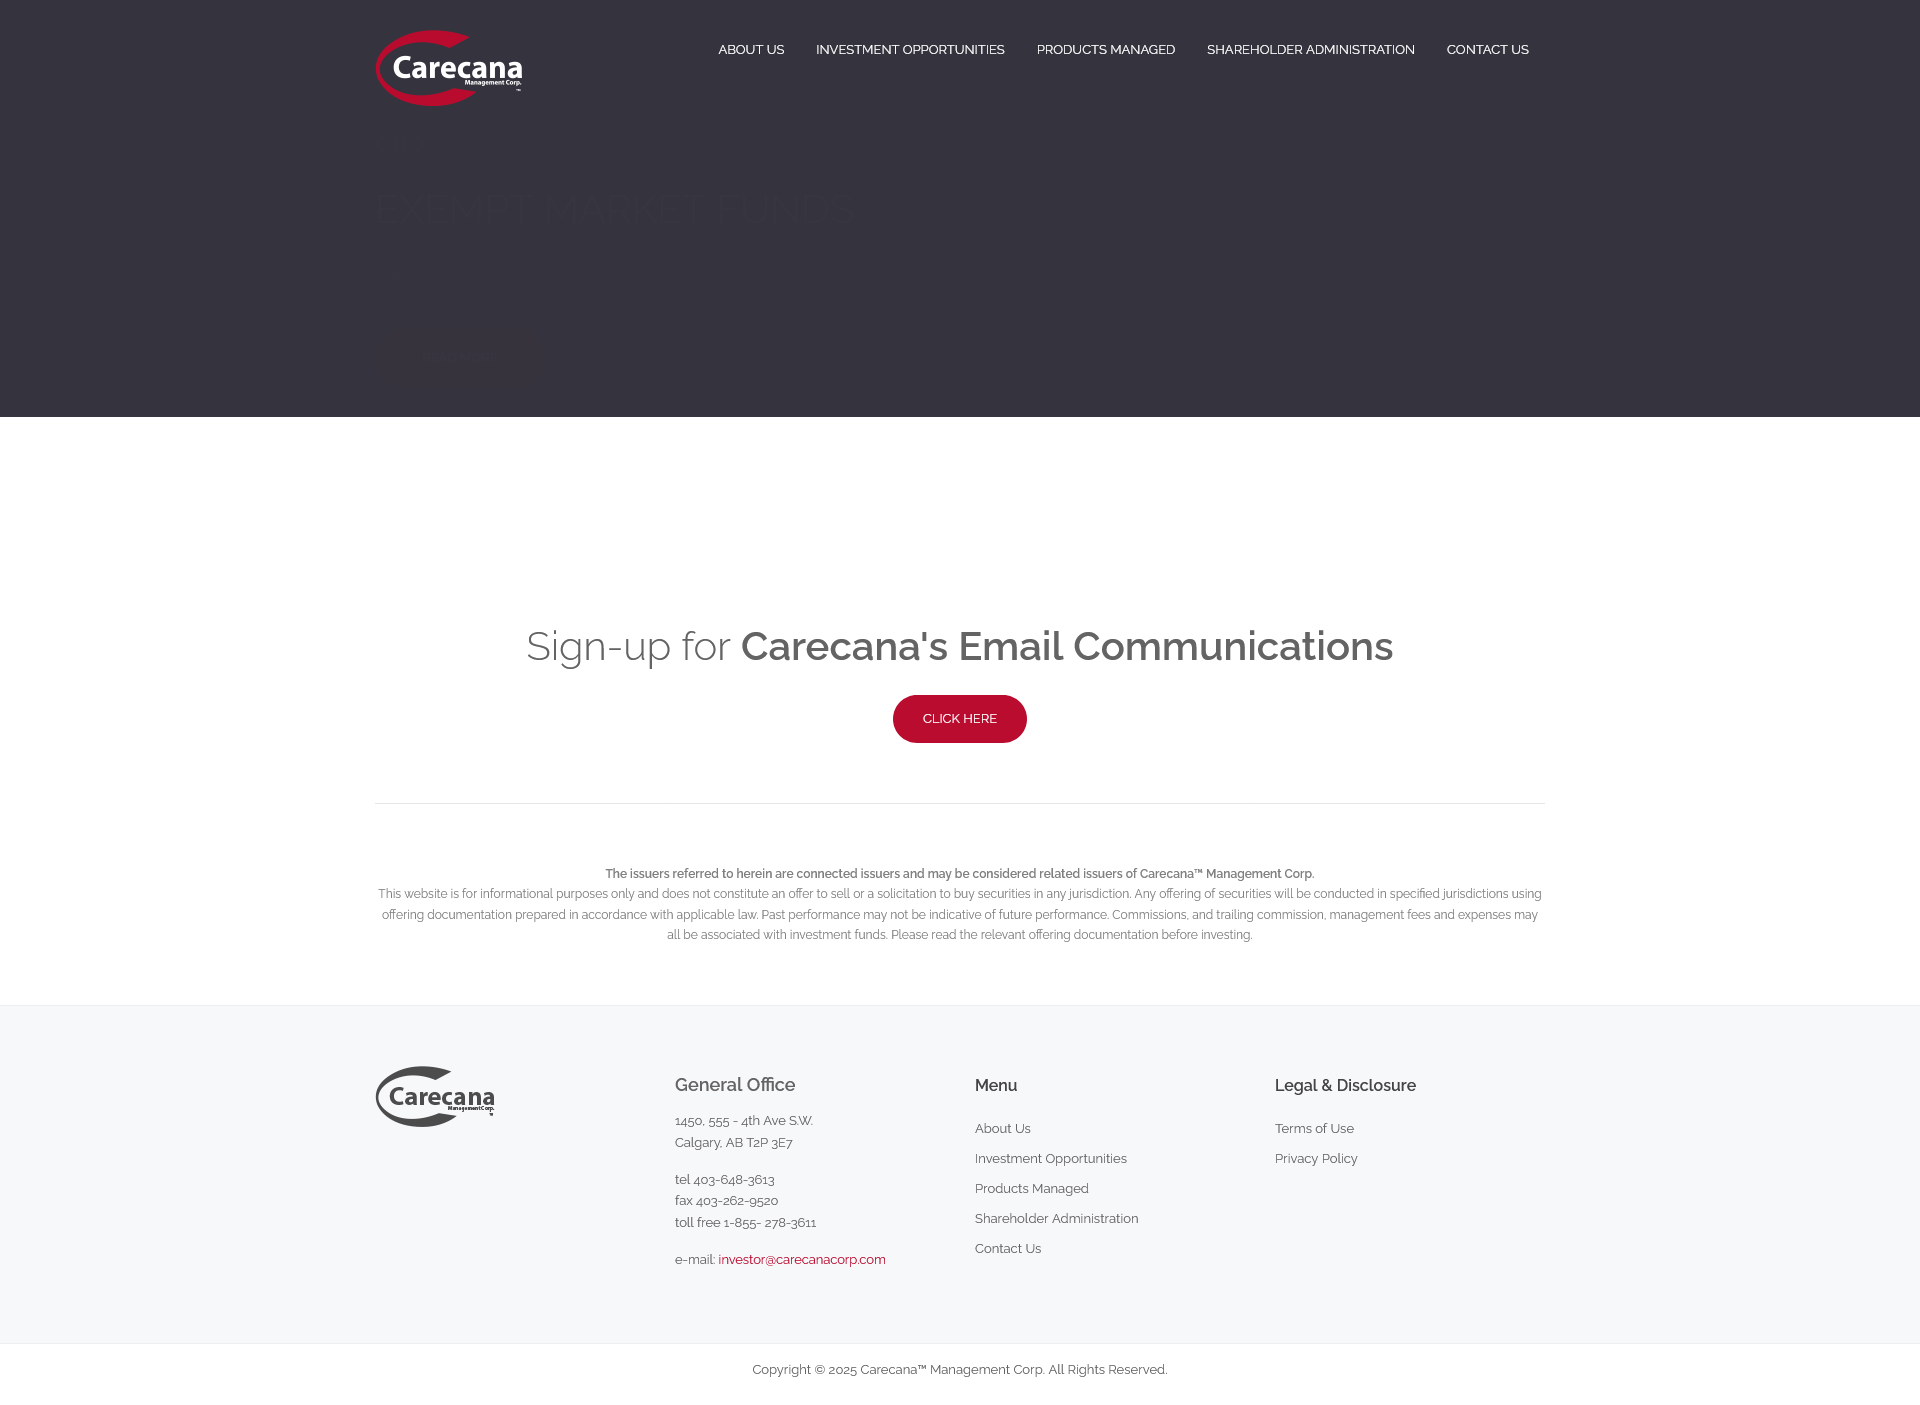 Carecana
Management Corp.
™
ABOUT US
INVESTMENT OPPORTUNITIES
PRODUCTS MANAGED
SHAREHOLDER ADMINISTRATION
CONTACT US
EXEMPT MARKET FUNDS
Sign-up for Carecana's Email Communications
CLICK HERE
The issuers referred to herein are connected issuers and may be considered related issuers of Carecana™ Management Corp.
This website is for informational purposes only and does not constitute an offer to sell or a solicitation to buy securities in any jurisdiction. Any offering of securities will be conducted in specified jurisdictions using
offering documentation prepared in accordance with applicable law. Past performance may not be indicative of future performance. Commissions, and trailing commission, management fees and expenses may
all be associated with investment funds. Please read the relevant offering documentation before investing.
Carecana
Management Corp.
™
General Office
1450, 555 - 4th Ave S.W.
Calgary, AB T2P 3E7
tel 403-648-3613
fax 403-262-9520
toll free 1-855- 278-3611
e-mail: investor@carecanacorp.com
Menu
About Us
Investment Opportunities
Products Managed
Shareholder Administration
Contact Us
Legal & Disclosure
Terms of Use
Privacy Policy
Copyright © 2025 Carecana™ Management Corp. All Rights Reserved.